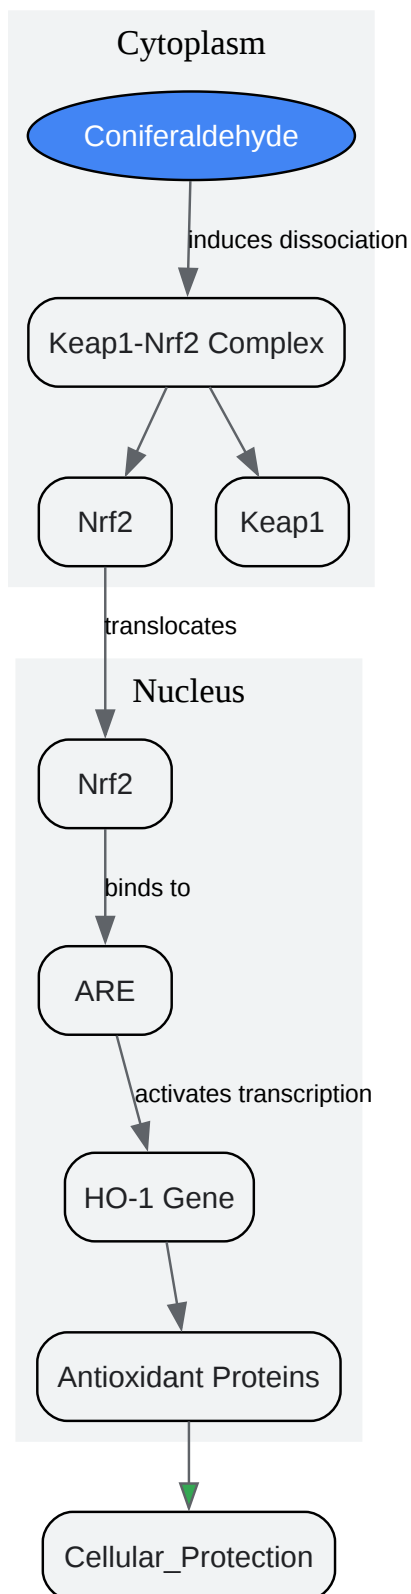 Cytoplasm
Coniferaldehyde
induces dissociation
Keap1-Nrf2 Complex
Nrf2
Keap1
translocates
Nucleus
Nrf2
binds to
ARE
activates transcription
HO-1 Gene
Antioxidant Proteins
Cellular_Protection